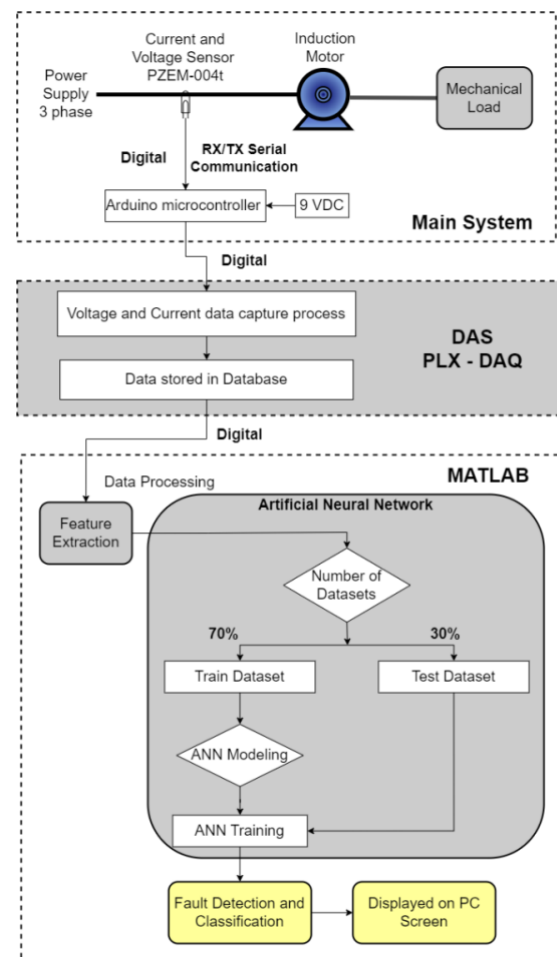 Power
Supply
3 phase
Current and
Voltage Sensor
PZEM-004t
Induction
Motor
Mechanical
Load
Digital
RX/TX Serial
Communication
Arduino microcontroller
9 VDC
Main System
Digital
Voltage and Current data capture process
Data stored in Database
DAS
PLX - DAQ
Digital
MATLAB
Data Processing
Feature
Extraction
Artificial Neural Network
Number of
Datasets
70%
30%
Train Dataset
Test Dataset
ANN Modeling
ANN Training
Fault Detection and
Classification
Displayed on PC
Screen